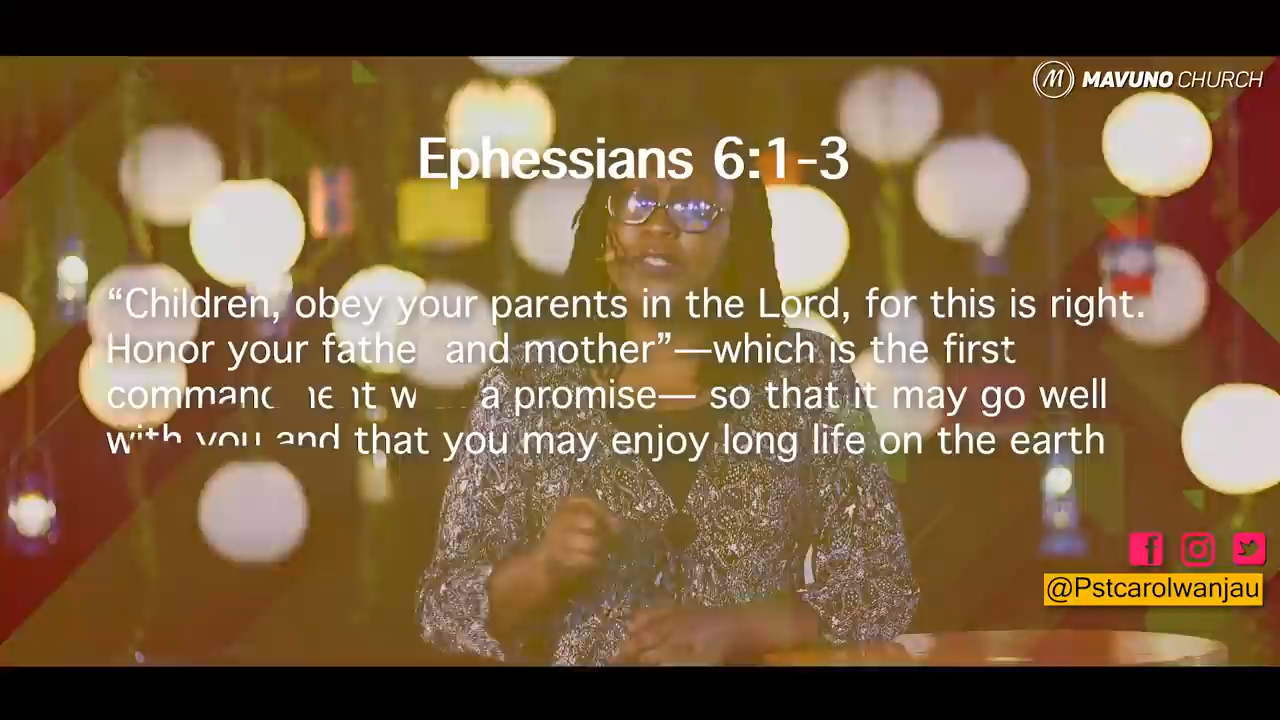 MAVUNO CHURCH
Ephessians 6:1-3
“Children, obey your parents in the Lord, for this is right.
Honor your and mother”—which is the first
a promise— so that it may go well
with you and that you may enjoy long life on the earth
@Pstcarolwanjau